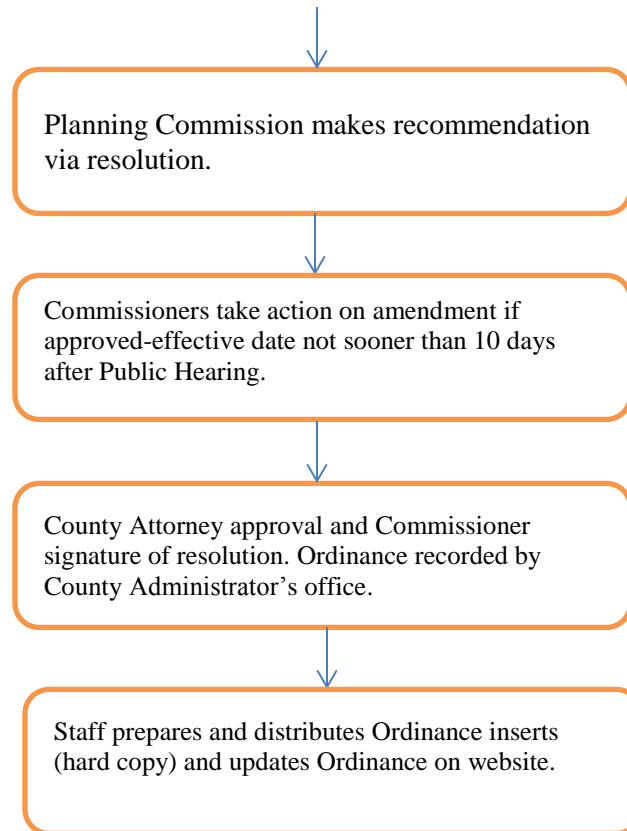 Planning Commission makes recommendation
via resolution.
Commissioners take action on amendment if
approved-effective date not sooner than 10 days
after Public Hearing.
County Attorney approval and Commissioner
signature of resolution. Ordinance recorded by
County Administrator’s office.
Staff prepares and distributes Ordinance inserts
(hard copy) and updates Ordinance on website.